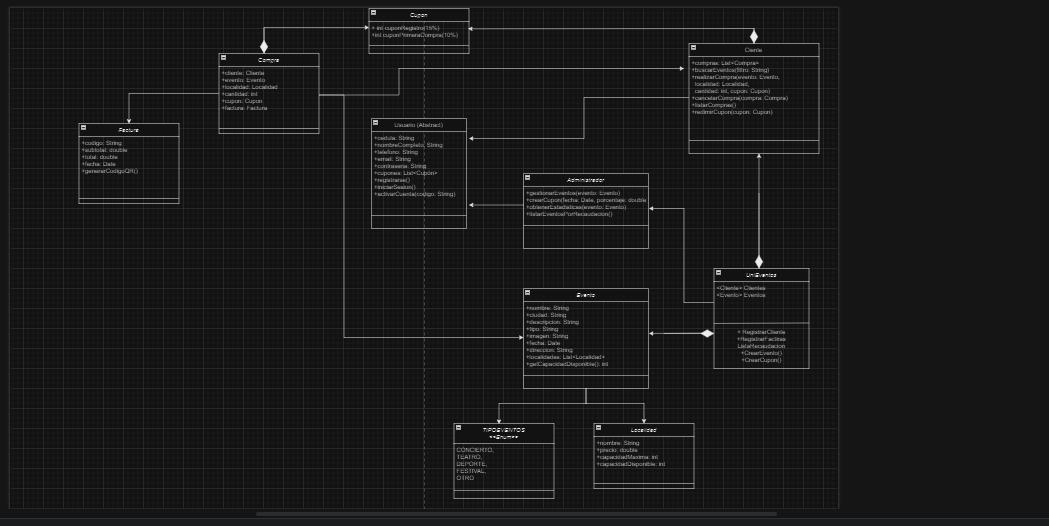 Cupon
+ int cuponRegistro(15%)
+int cuponPrimeraCompra(10%)
Compra
+cliente: Cliente
+evento: Evento
+localidad: Localidad
+cantidad: int
+cupon: Cupon
+factura: Factura
Cliente
+compras: List<Compra>
+buscarEventos(filtro: String)
+realizarCompra(evento: Evento,
localidad: Localidad,
cantidad: int, cupon: Cupon)
+cancelarCompra(compra: Compra)
+listarCompras()
+redimirCupon(cupon: Cupon)
Factura
+codigo: String
+subtotal: double
+total: double
+fecha: Date
+generarCodigoQR()
Usuario (Abstract)
+cedula: String
+nombreCompleto: String
+telefono: String
+email: String
+contrasena: String
+cupones: List<Cupon>
+registrarse()
+iniciarSesion()
+activarCuenta(codigo: String)
Administrador
+gestionarEventos(evento: Evento)
+crearCupon(fecha: Date, porcentaje: double
+obtenerEstadisticas(evento: Evento)
+listarEventosPorRecaudacion()
UniEventos
<Cliente> Clientes
<Evento> Eventos
+ RegistrarCliente
+RegistrarFactiras
ListaRecaudacion
+CrearEvento()
+CrearCupon()
Evento
+nombre: String
+ciudad: String
+descripcion: String
+tipo: String
+imagen: String
+fecha: Date
+direccion: String
+localidades: List<Localidad>
+getCapacidadDisponible(): int
TIPOEVENTOS
<<Enum>>
CONCIERTO,
TEATRO,
DEPORTE,
FESTIVAL,
OTRO
Localidad
+nombre: String
+precio: double
+capacidadMaxima: int
+capacidadDisponible: int